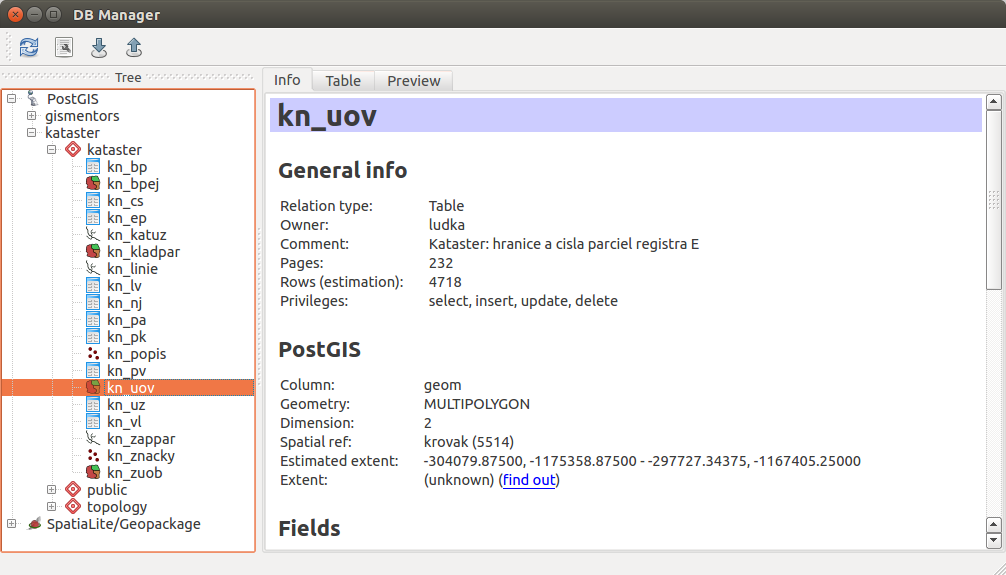 DB Manager
Tree
PostGIS
gismentors
kataster
kataster
kn_bp
kn_bpej
kn_cs
kn_ep
kn_katuz
kn_kladpar
kn_linie
kn_lv
kn_nj
kn_pa
kn_pk
kn_popis
kn_pv
kn_uov
kn_uz
kn_vl
kn_zappar
kn_znacky
kn_zuob
public
topology
SpatiaLite/Geopackage
Info Table Preview
kn_uov
General info
Relation type: Table
Owner: ludka
Comment: Kataster: hranice a cisla parciel registra E
Pages: 232
Rows (estimation): 4718
Privileges: select, insert, update, delete
PostGIS
Column: geom
Geometry: MULTIPOLYGON
Dimension: 2
Spatial ref: krovak (5514)
Estimated extent: -304079.87500, -1175358.87500 - -297727.34375, -1167405.25000
Extent: (unknown) (find out)
Fields